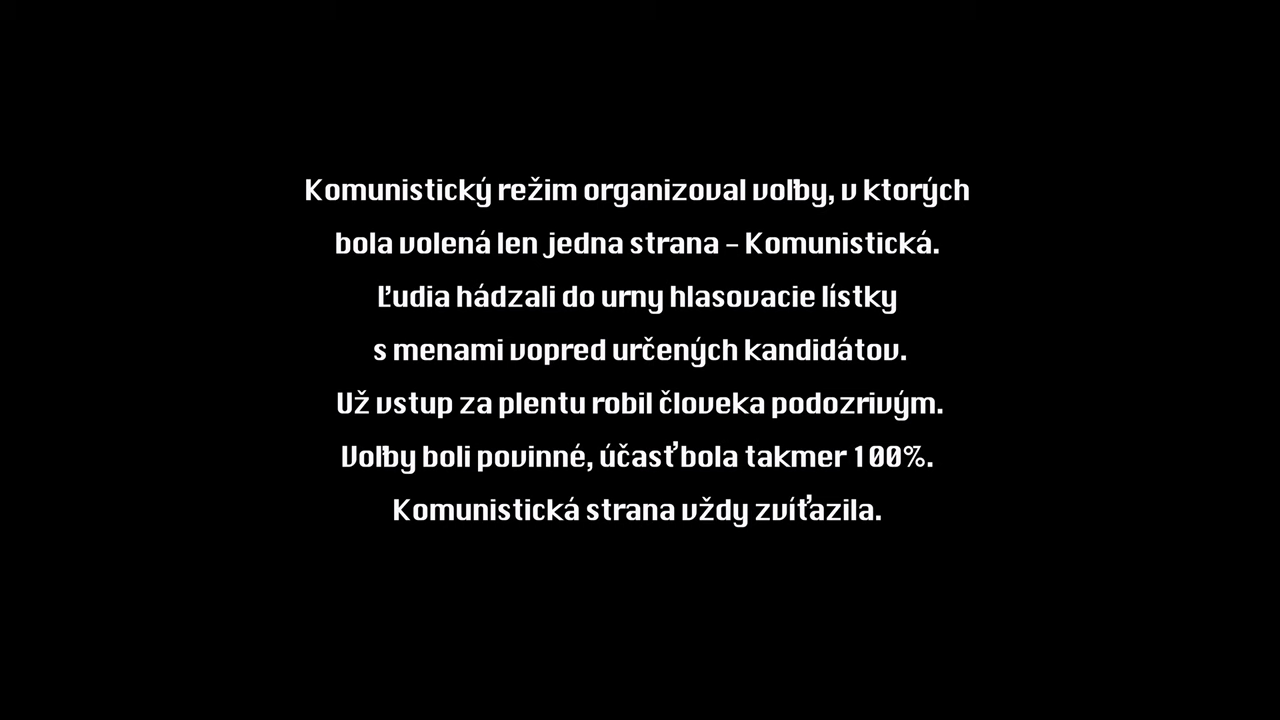 Komunistický režim organizoval voľby, v ktorých
bola volená len jedna strana - Komunistická.
Ľudia hádzali do urny hlasovacie lístky
s menami vopred určených kandidátov.
Už vstup za plentu robil človeka podozrivým.
Voľby boli povinné, účasť bola takmer 100%.
Komunistická strana vždy zvíťazila.